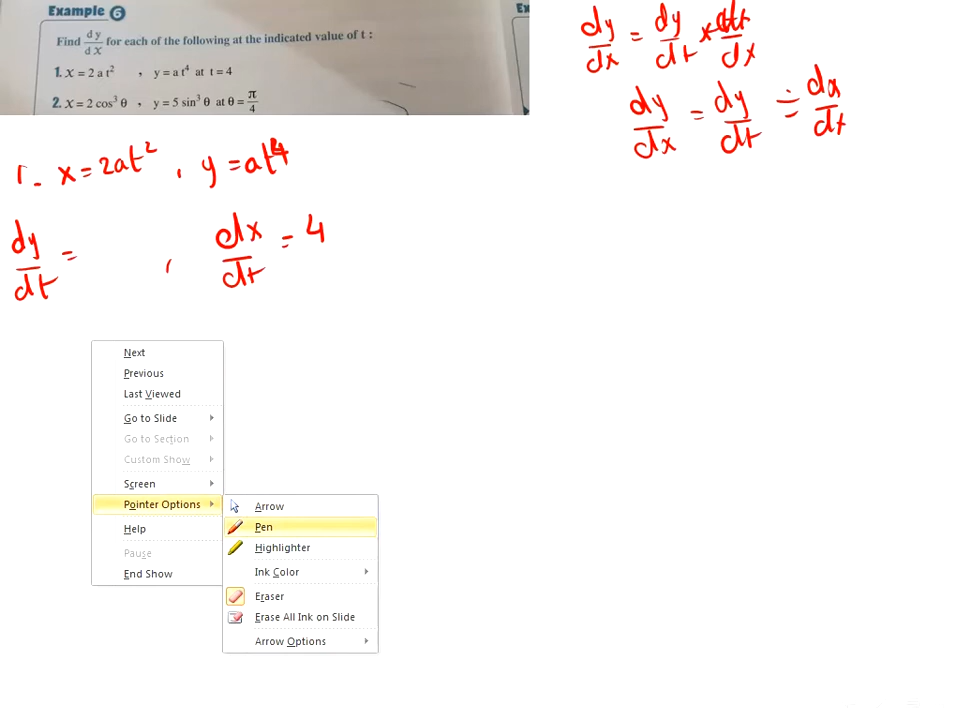 Example 6
Ex
Find dy/dx for each of the following at the indicated value of t :
1. X = 2 a t² , y = a t⁴ at t = 4
2. X = 2 cos³ θ , y = 5 sin³ θ at θ = π/4
dy/dx = dy/dt × dt/dx
dy/dx = dy/dt ÷ dx/dt
1. x = 2at² , y = at⁴
dy/dt = , dx/dt = 4
Next
Previous
Last Viewed
Go to Slide
Go to Section
Custom Show
Screen
Pointer Options
Help
Pause
End Show
Arrow
Pen
Highlighter
Ink Color
Eraser
Erase All Ink on Slide
Arrow Options